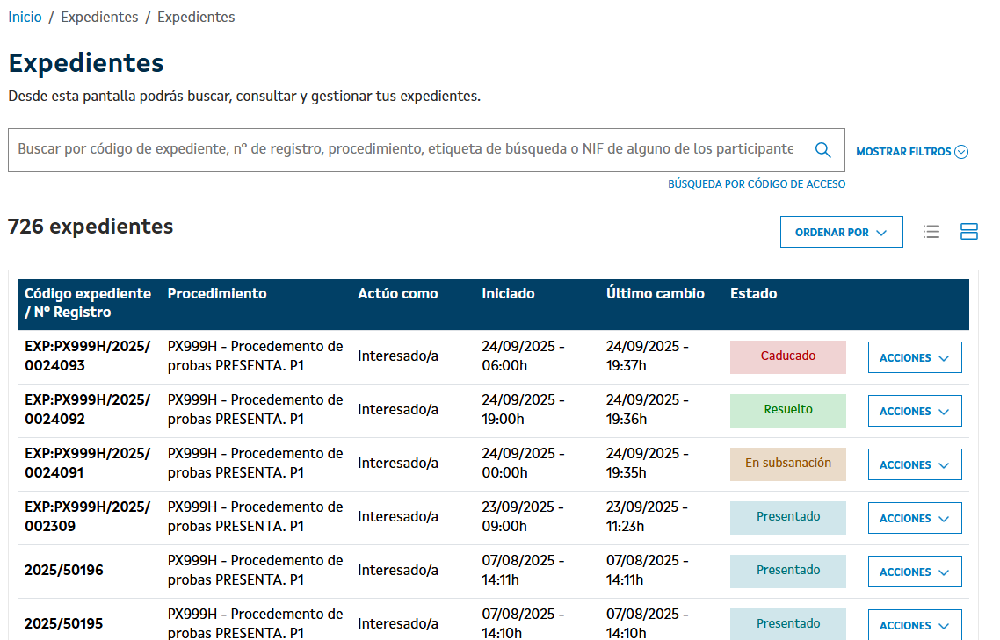 Inicio / Expedientes / Expedientes
Expedientes
Desde esta pantalla podrás buscar, consultar y gestionar tus expedientes.
Buscar por código de expediente, nº de registro, procedimiento, etiqueta de búsqueda o NIF de alguno de los participante
MOSTRAR FILTROS
BÚSQUEDA POR CÓDIGO DE ACCESO
726 expedientes
ORDENAR POR
Código expediente / Nº Registro Procedimiento Actúo como Iniciado Último cambio Estado
EXP:PX999H/2025/0024093 PX999H - Procedemento de probas PRESENTA. P1 Interesado/a 24/09/2025 - 06:00h 24/09/2025 - 19:37h Caducado ACCIONES
EXP:PX999H/2025/0024092 PX999H - Procedemento de probas PRESENTA. P1 Interesado/a 24/09/2025 - 19:00h 24/09/2025 - 19:36h Resuelto ACCIONES
EXP:PX999H/2025/0024091 PX999H - Procedemento de probas PRESENTA. P1 Interesado/a 24/09/2025 - 00:00h 24/09/2025 - 19:35h En subsanación ACCIONES
EXP:PX999H/2025/002309 PX999H - Procedemento de probas PRESENTA. P1 Interesado/a 23/09/2025 - 09:00h 23/09/2025 - 11:23h Presentado ACCIONES
2025/50196 PX999H - Procedemento de probas PRESENTA. P1 Interesado/a 07/08/2025 - 14:11h 07/08/2025 - 14:11h Presentado ACCIONES
2025/50195 PX999H - Procedemento de probas PRESENTA. P1 Interesado/a 07/08/2025 - 14:10h 07/08/2025 - 14:10h Presentado ACCIONES